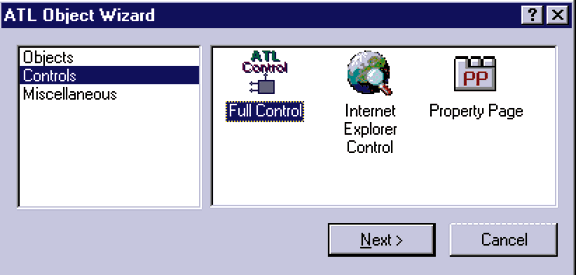 ATL Object Wizard
Objects
Controls
Miscellaneous
ATL
Control
Full Control
Internet
Explorer
Control
PP
Property Page
Next >
Cancel